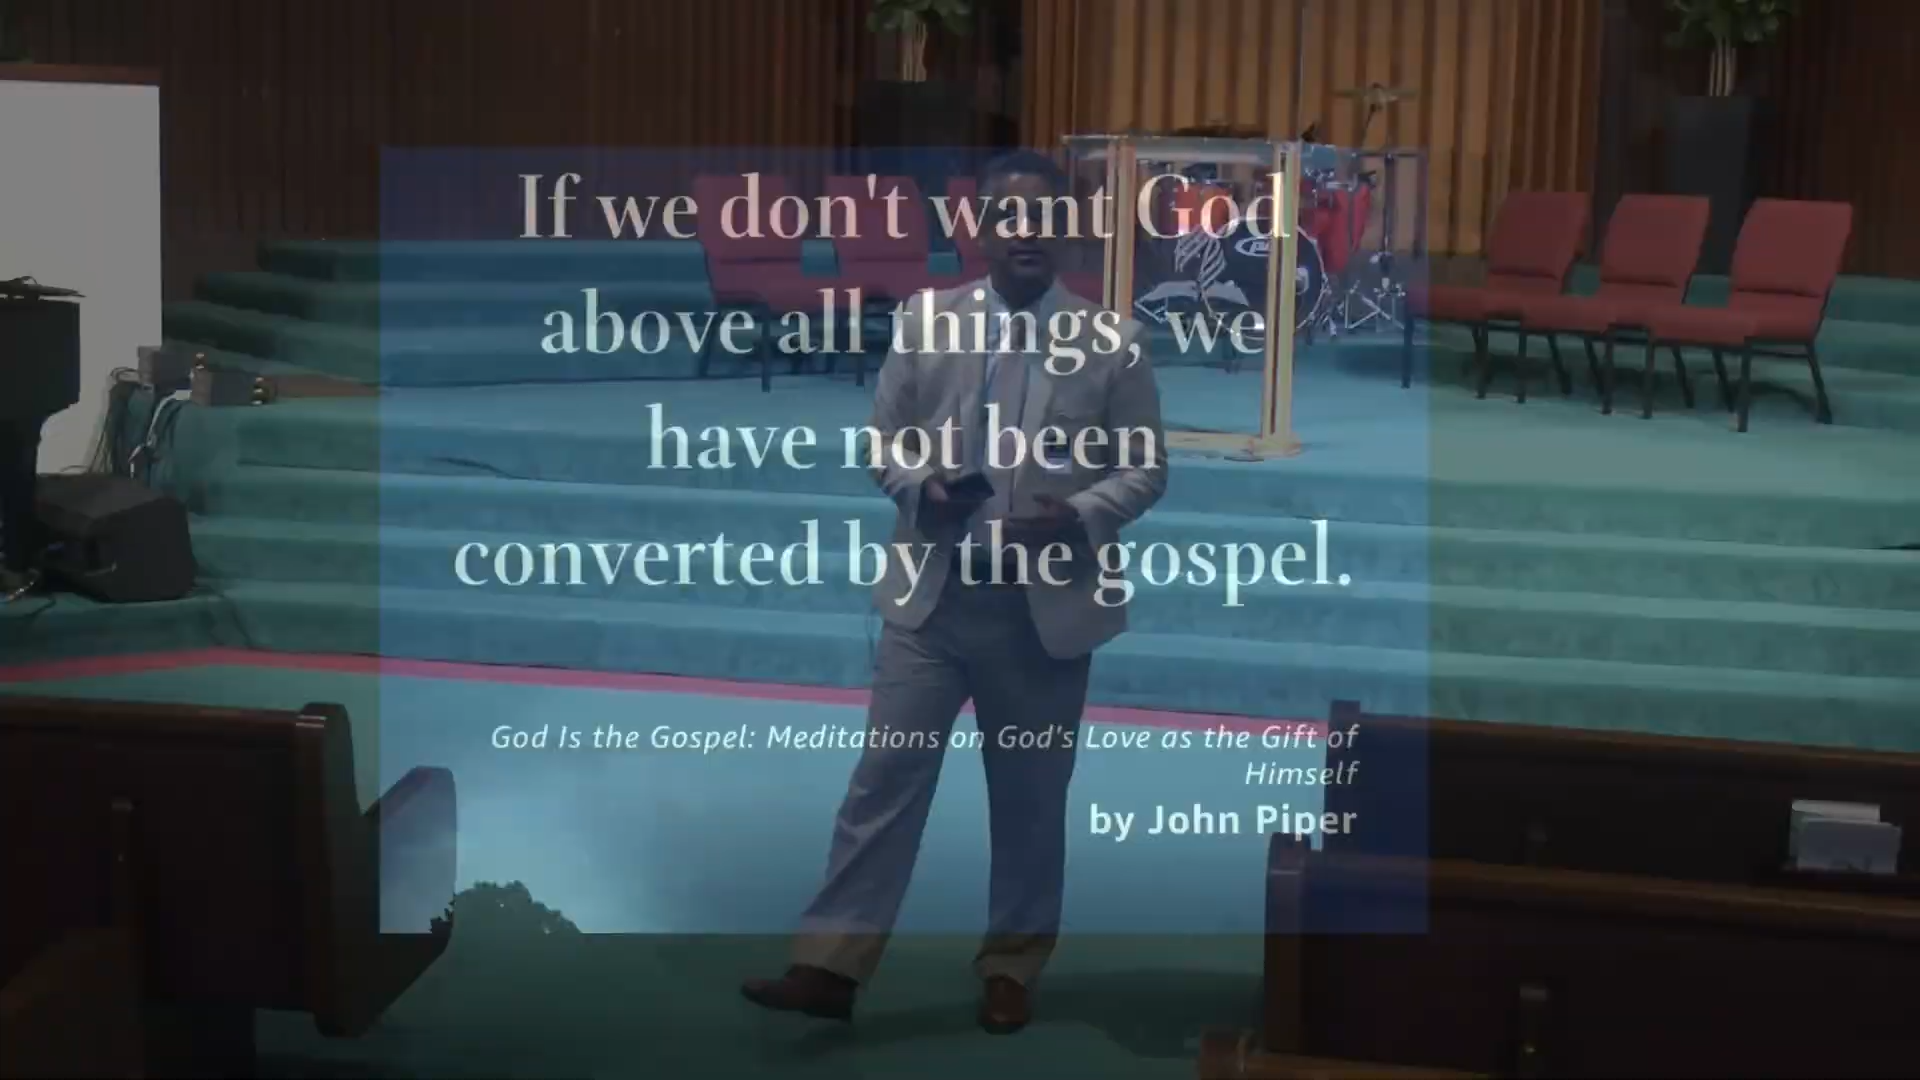 If we don't want God
above all things, we
have not been
converted by the gospel.
God Is the Gospel: Meditations on God's Love as the Gift of
Himself
by John Piper